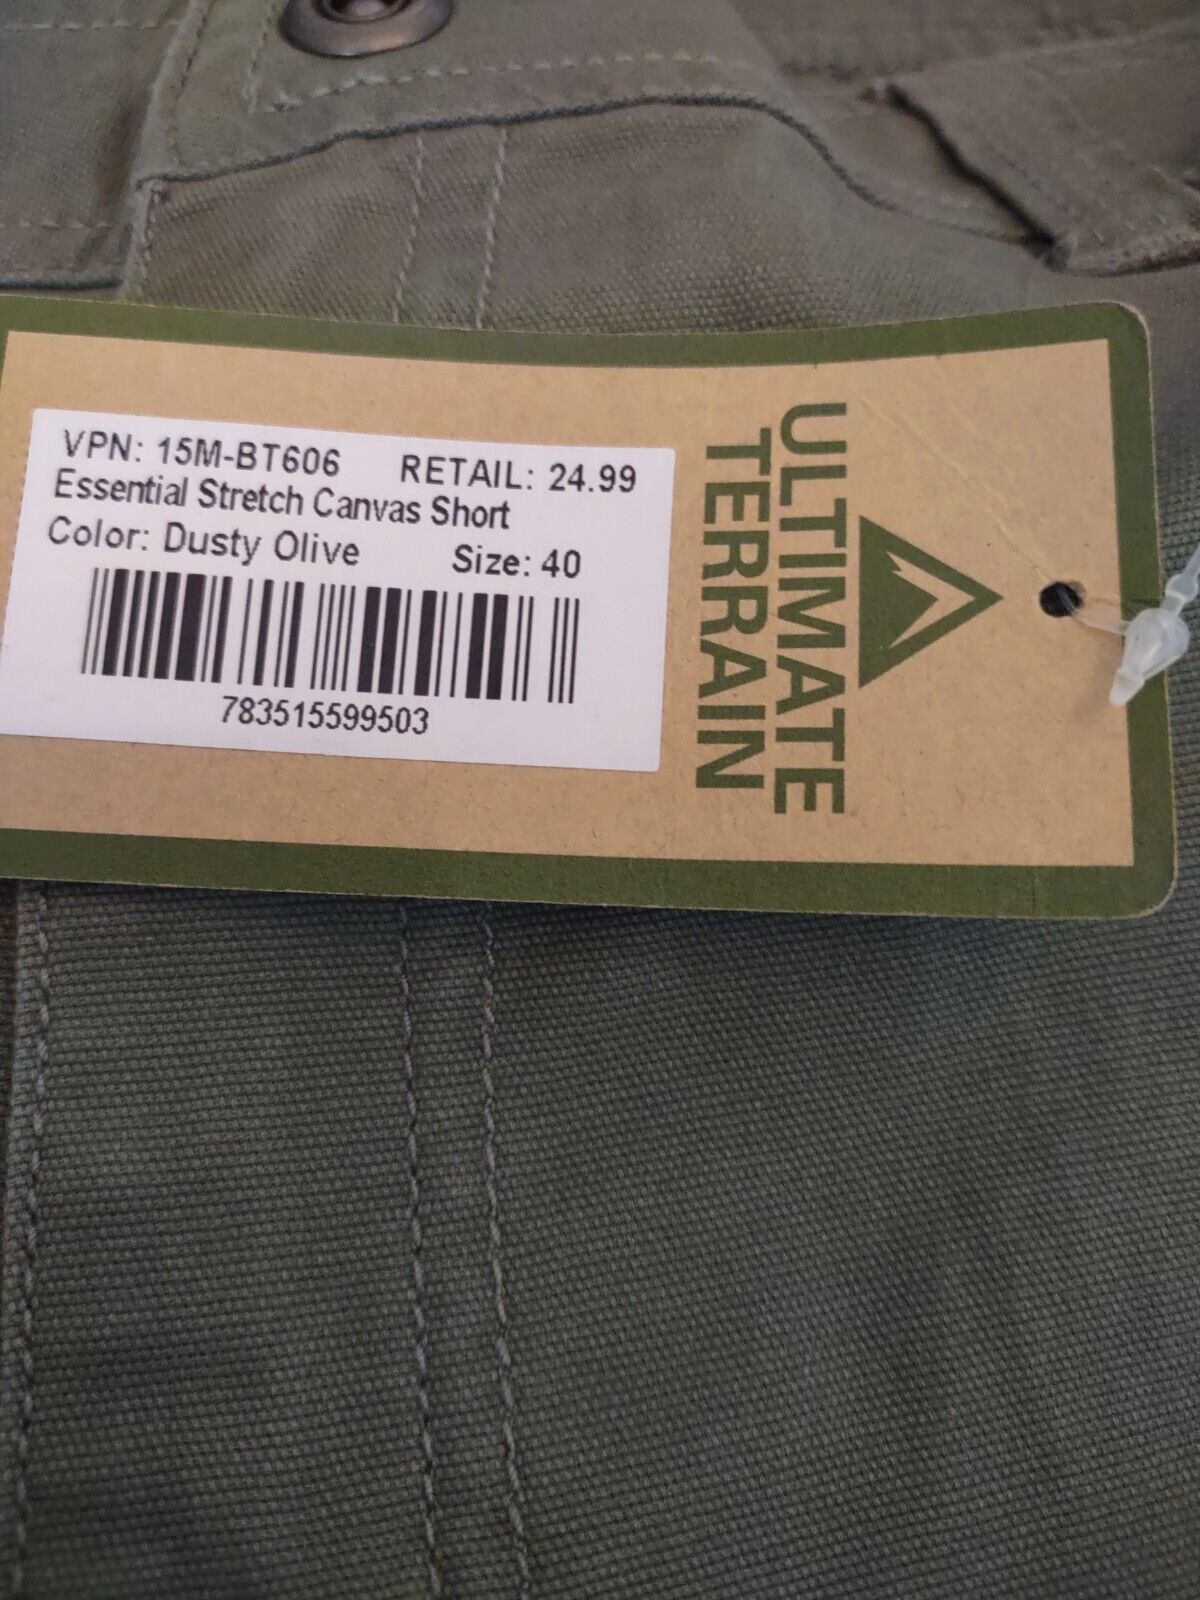 VPN: 15M-BT606 RETAIL: 24.99
Essential Stretch Canvas Short
Color: Dusty Olive Size: 40
783515599503
ULTIMATE
TERRAIN